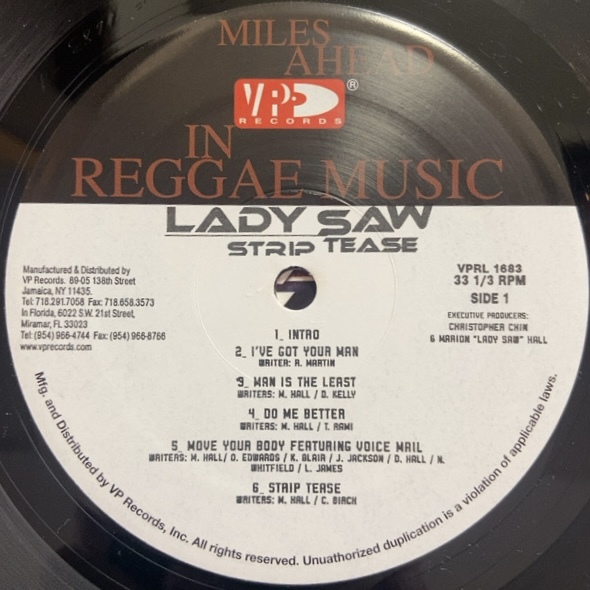 MILES
AHEAD
VP
®
RECORDS
IN
REGGAE MUSIC
LADY SAW
STRIP TEASE
Manufactured & Distributed by
VP Records. 89-05 138th Street
Jamaica, NY 11435.
Tel: 718.291.7058 Fax: 718.658.3573
In Florida, 6022 S.W. 21st Street,
Miramar, FL 33023
Tel: (954) 966-4744 Fax: (954) 966-8766
www.vprecords.com
VPRL 1683
33 1/3 RPM
SIDE 1
EXECUTIVE PRODUCERS:
CHRISTOPHER CHIN
& MARION "LADY SAW" HALL
1_ INTRO
2_ I'VE GOT YOUR MAN
WRITER: R. MARTIN
3_ MAN IS THE LEAST
WRITERS: M. HALL / D. KELLY
4_ DO ME BETTER
WRITERS: M. HALL / T. RAMI
5_ MOVE YOUR BODY FEATURING VOICE MAIL
WRITERS: M. HALL/ O. EDWARDS / K. BLAIR / J. JACKSON / D. HALL / N.
WHITFIELD / L. JAMES
6_ STRIP TEASE
WRITERS: M. HALL / C. BIRCH
Mfg. and Distributed by VP Records, Inc. All rights reserved. Unauthorized duplication is a violation of applicable laws.